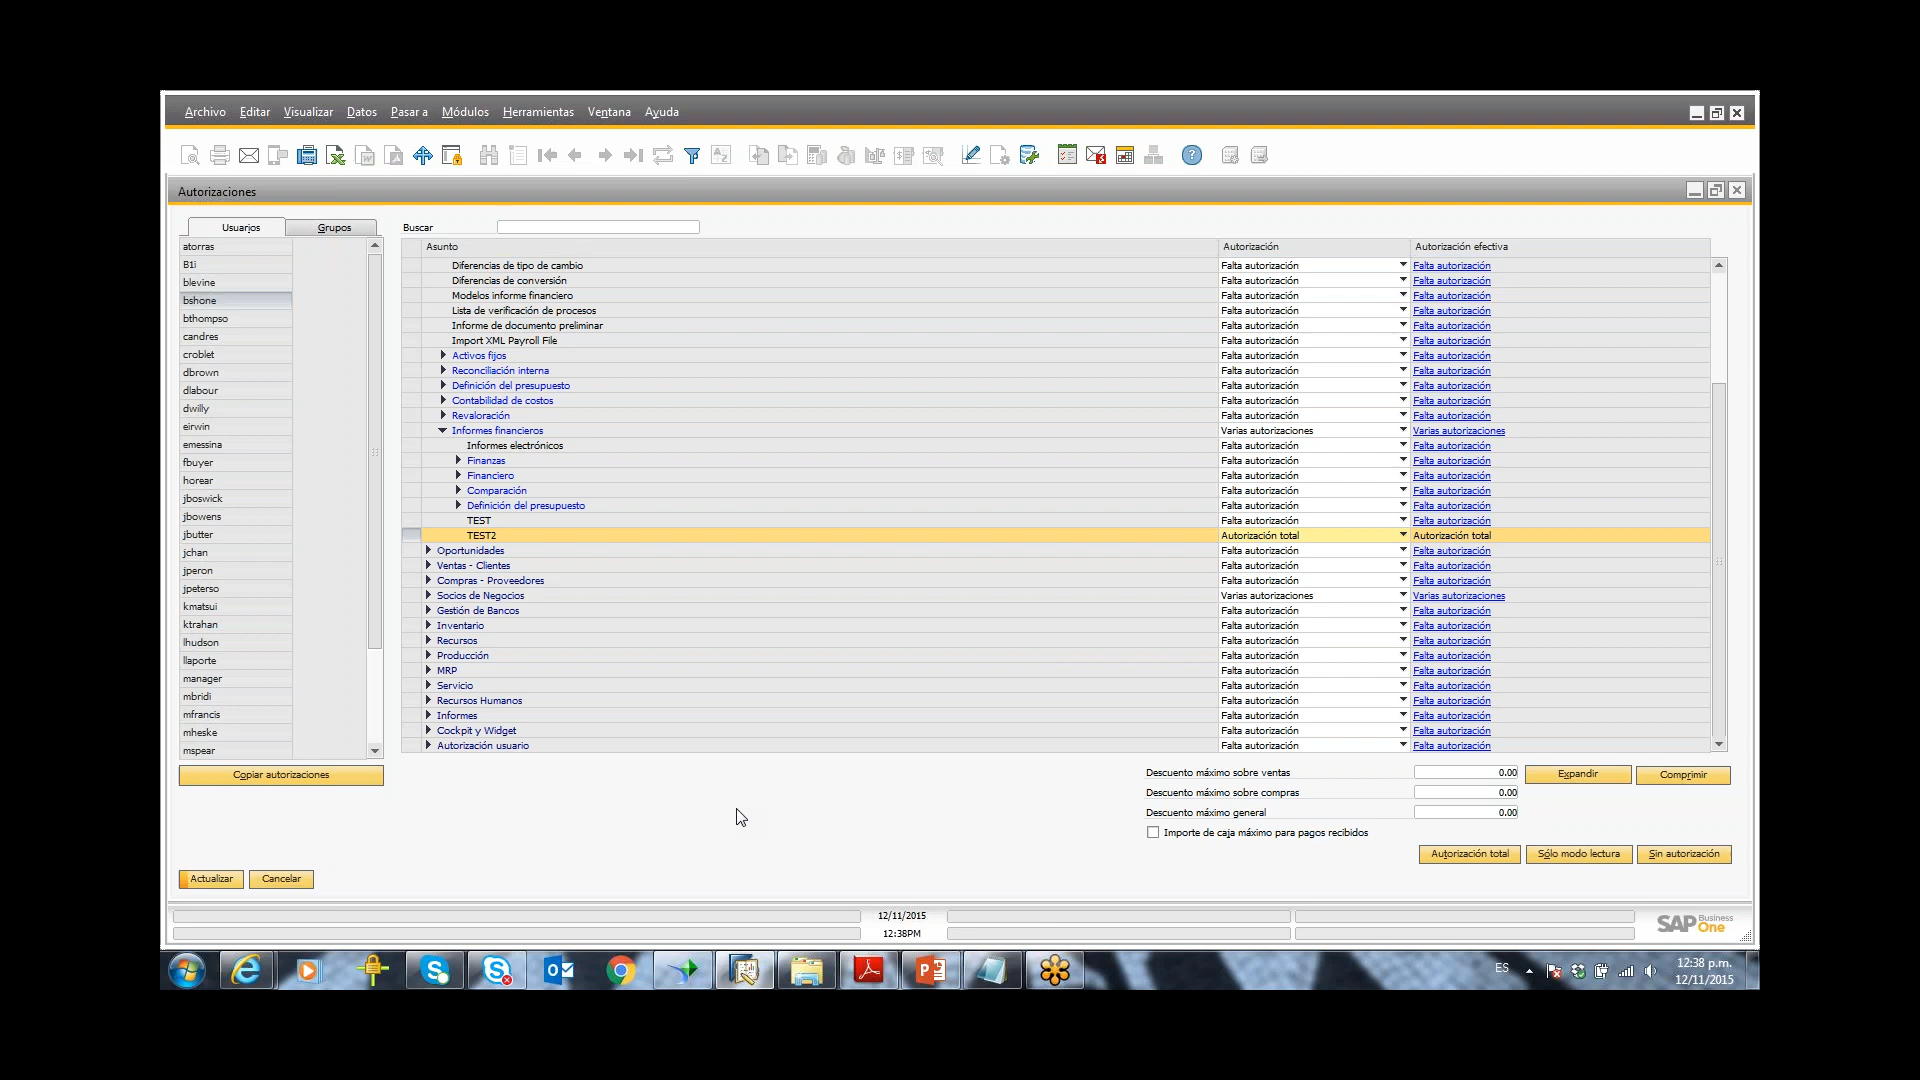 Archivo Editar Visualizar Datos Pasar a Módulos Herramientas Ventana Ayuda
Autorizaciones
Usuarios Grupos
Buscar
atorras
B1i
blevine
bshone
bthompso
candres
croblet
dbrown
dlabour
dwilly
eirwin
emessina
fbuyer
horear
jboswick
jbowens
jbutter
jchan
jperon
jpeterso
kmatsui
ktrahan
lhudson
llaporte
manager
mbridi
mfrancis
mheske
mspear
Asunto Autorización Autorización efectiva
Diferencias de tipo de cambio Falta autorización Falta autorización
Diferencias de conversión Falta autorización Falta autorización
Modelos informe financiero Falta autorización Falta autorización
Lista de verificación de procesos Falta autorización Falta autorización
Informe de documento preliminar Falta autorización Falta autorización
Import XML Payroll File Falta autorización Falta autorización
Activos fijos Falta autorización Falta autorización
Reconciliación interna Falta autorización Falta autorización
Definición del presupuesto Falta autorización Falta autorización
Contabilidad de costos Falta autorización Falta autorización
Revaloración Falta autorización Falta autorización
Informes financieros Varias autorizaciones Varias autorizaciones
Informes electrónicos Falta autorización Falta autorización
Finanzas Falta autorización Falta autorización
Financiero Falta autorización Falta autorización
Comparación Falta autorización Falta autorización
Definición del presupuesto Falta autorización Falta autorización
TEST Falta autorización Falta autorización
TEST2 Autorización total Autorización total
Oportunidades Falta autorización Falta autorización
Ventas - Clientes Falta autorización Falta autorización
Compras - Proveedores Falta autorización Falta autorización
Socios de Negocios Varias autorizaciones Varias autorizaciones
Gestión de Bancos Falta autorización Falta autorización
Inventario Falta autorización Falta autorización
Recursos Falta autorización Falta autorización
Producción Falta autorización Falta autorización
MRP Falta autorización Falta autorización
Servicio Falta autorización Falta autorización
Recursos Humanos Falta autorización Falta autorización
Informes Falta autorización Falta autorización
Cockpit y Widget Falta autorización Falta autorización
Autorización usuario Falta autorización Falta autorización
Copiar autorizaciones
Descuento máximo sobre ventas 0.00 Expandir Comprimir
Descuento máximo sobre compras 0.00
Descuento máximo general 0.00
Importe de caja máximo para pagos recibidos
Autorización total Sólo modo lectura Sin autorización
Actualizar Cancelar
12/11/2015
12:38PM
SAP Business One
ES
12:38 p.m.
12/11/2015